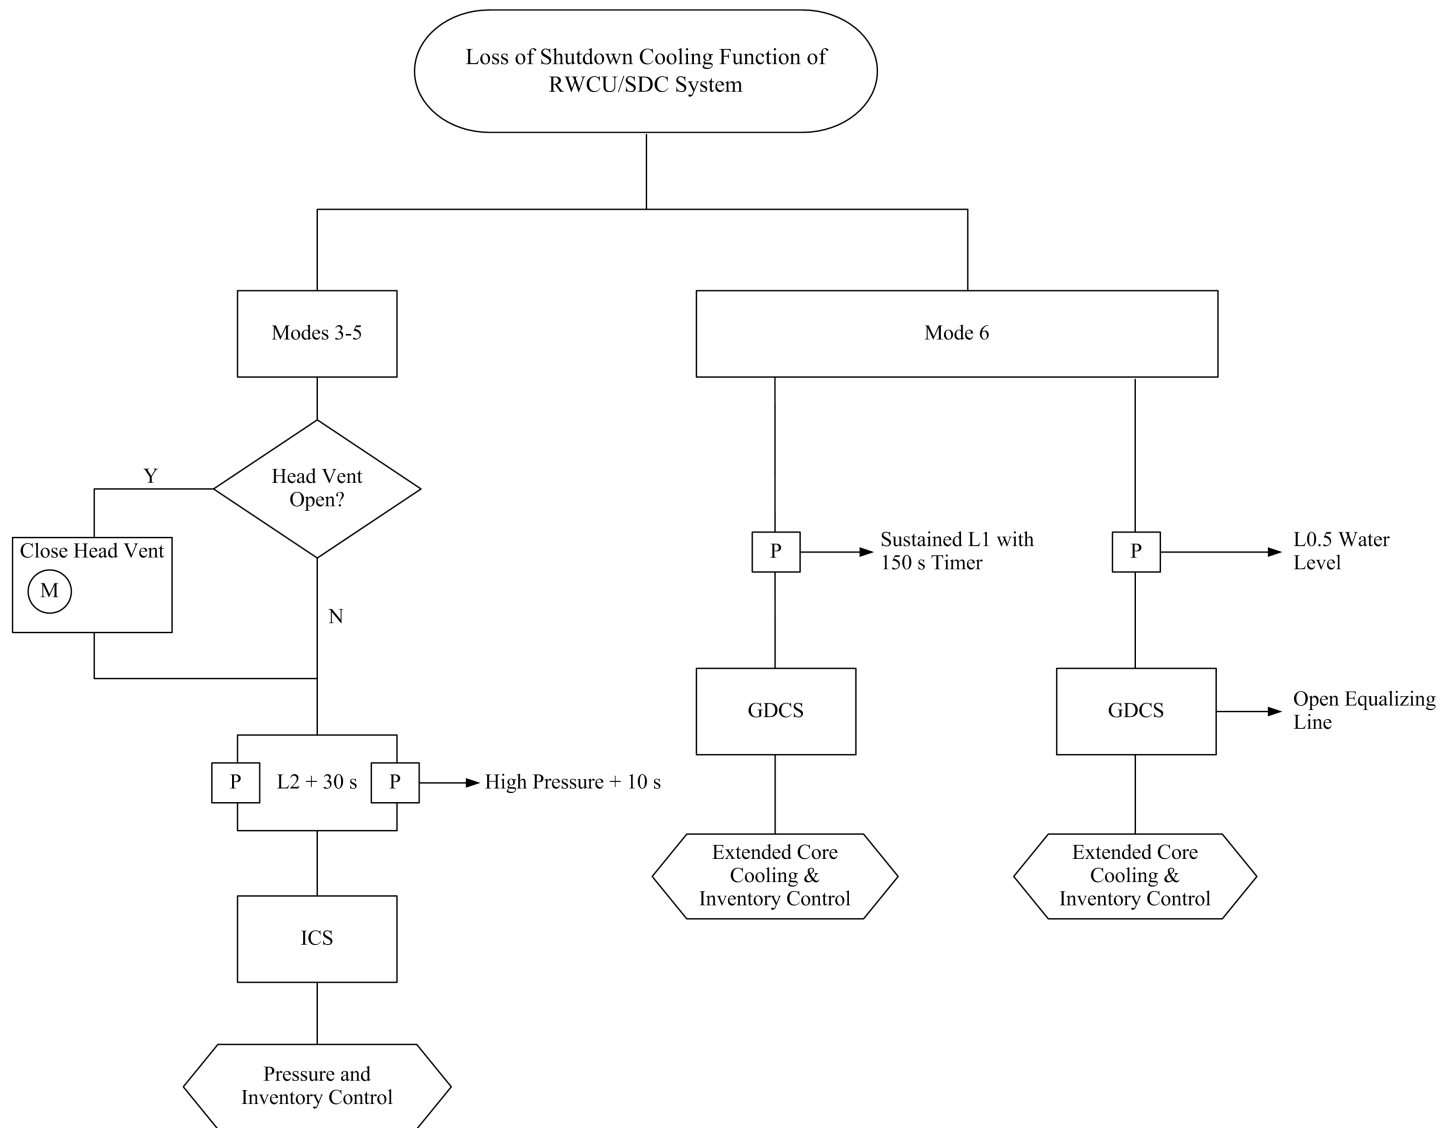 Loss of Shutdown Cooling Function of
RWCU/SDC System
Modes 3-5
Mode 6
Head Vent
Open?
Y
Close Head Vent
M
N
P
Sustained L1 with
150 s Timer
P
L0.5 Water
Level
GDCS
GDCS
Open Equalizing
Line
P
L2 + 30 s
P
High Pressure + 10 s
Extended Core
Cooling &
Inventory Control
Extended Core
Cooling &
Inventory Control
ICS
Pressure and
Inventory Control